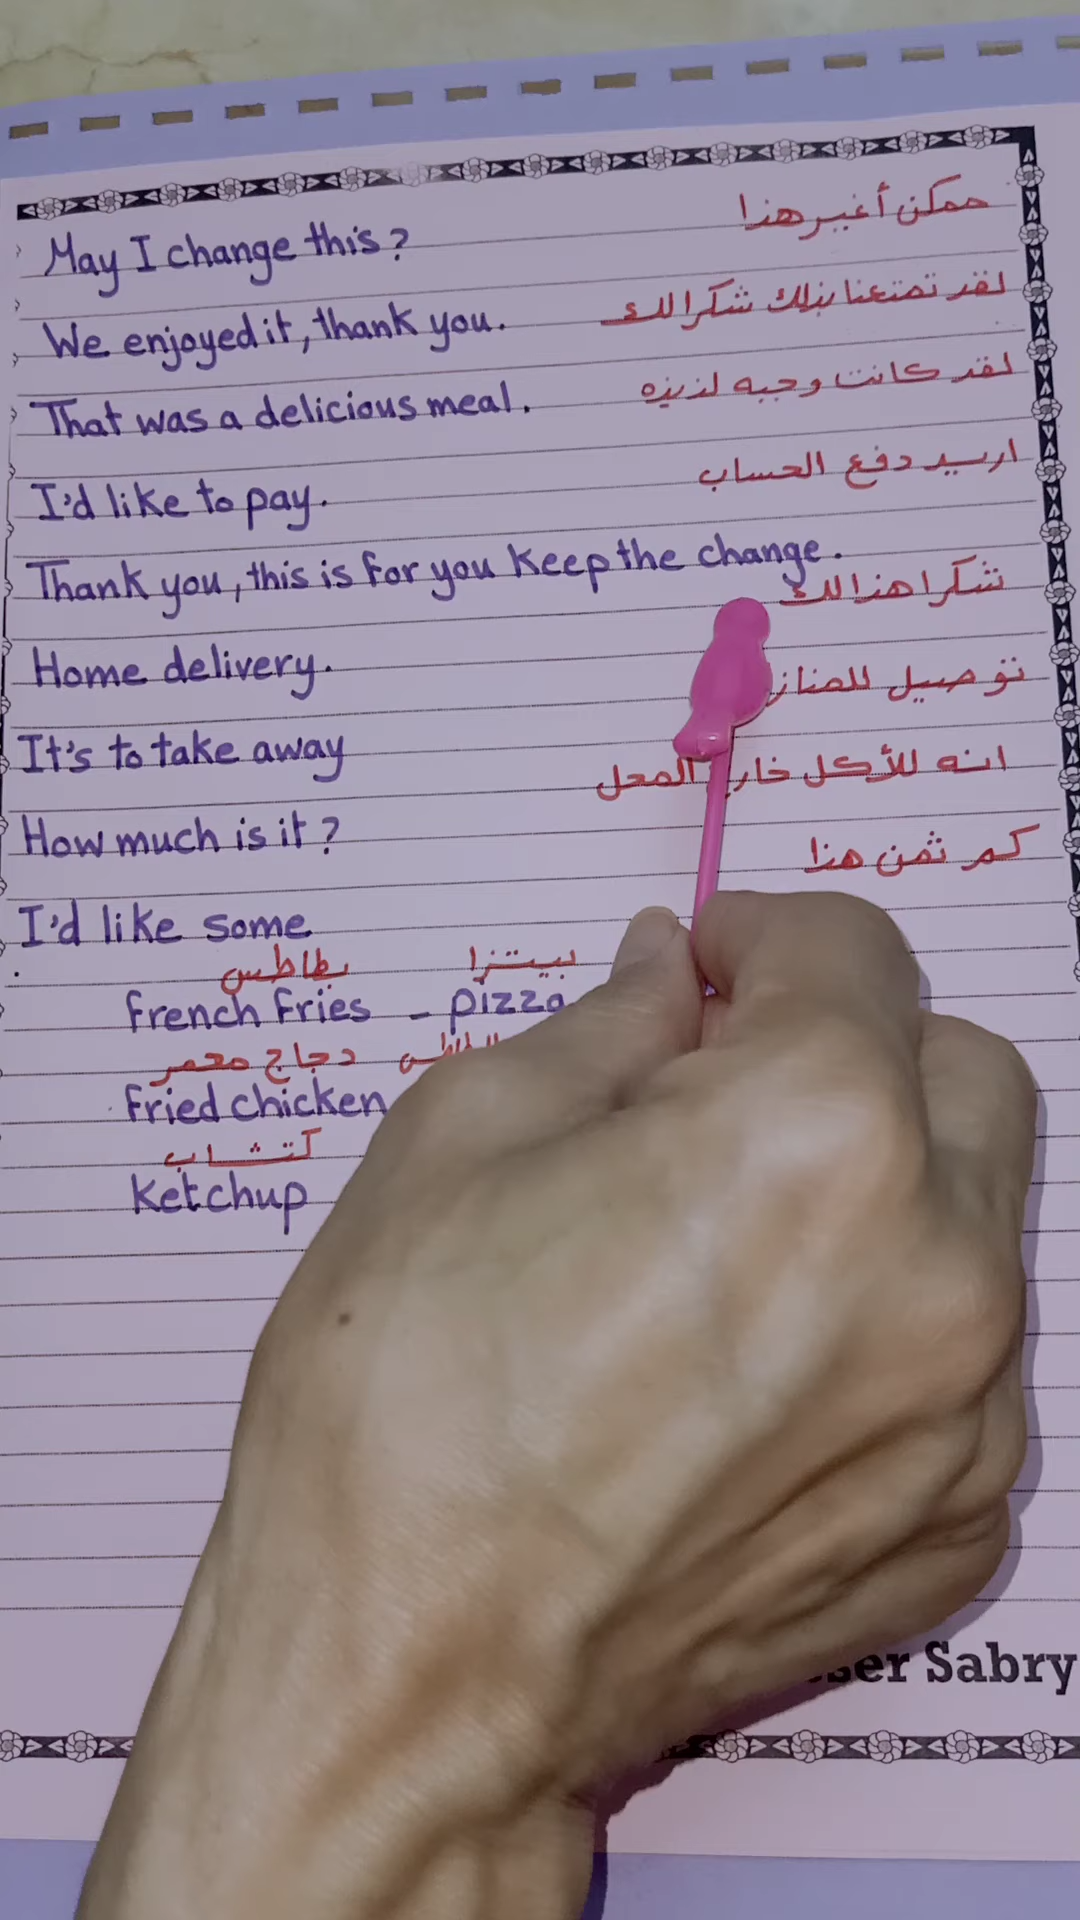 May I change this? ممكن أغير هذا
We enjoyed it, thank you. لقد تمتعنا بذلك شكرا لك
That was a delicious meal. لقد كانت وجبه لذيذه
I'd like to pay. اريد دفع الحساب
Thank you, this is for you Keep the change.
شكرا هذا لك
Home delivery. توصيل
It's to take away انه للأكل المحل
How much is it? كم ثمن هذا
I'd like some
بطاطس بيتزا
French Fries - pizza
دجاج محمر
Fried chicken
كتشاب
Ketchup
Sabry